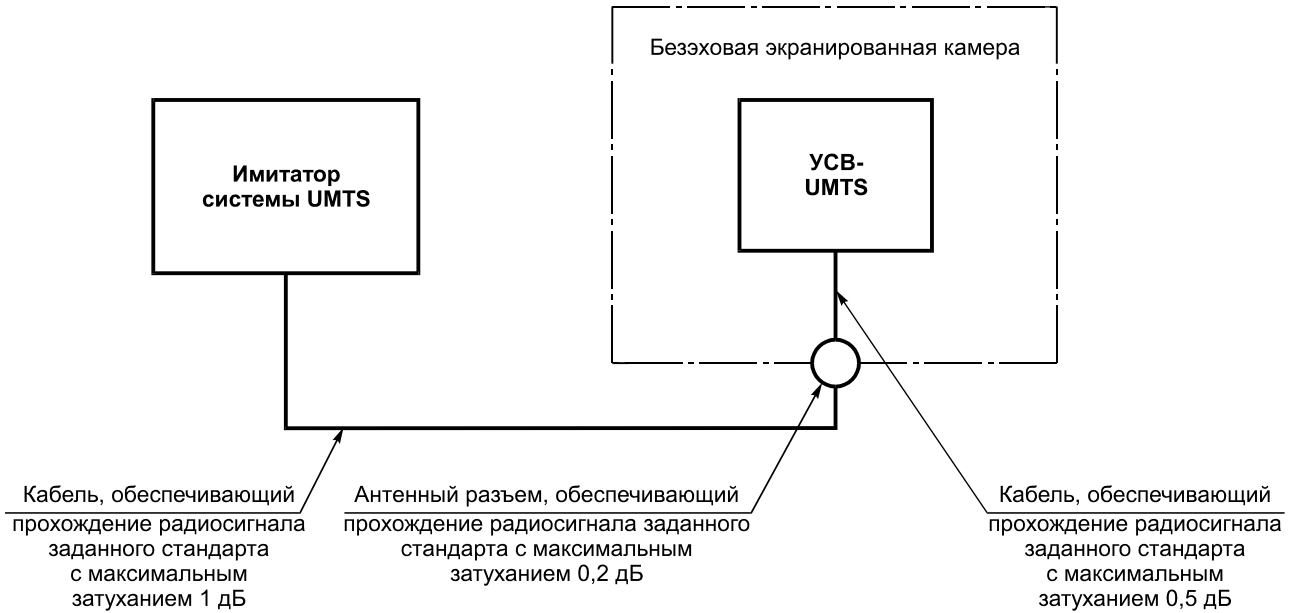 Безэховая экранированная камера
Имитатор
системы UMTS
УСВ-
UMTS
Кабель, обеспечивающий
прохождение радиосигнала
заданного стандарта
с максимальным
затуханием 1 дБ
Антенный разъем, обеспечивающий
прохождение радиосигнала заданного
стандарта с максимальным
затуханием 0,2 дБ
Кабель, обеспечивающий
прохождение радиосигнала
заданного стандарта
с максимальным
затуханием 0,5 дБ